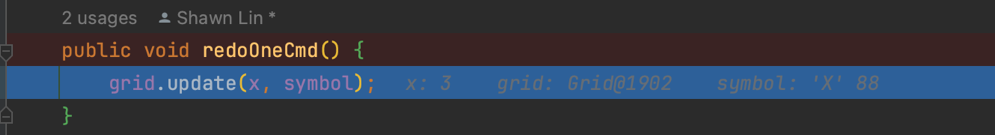 2 usages Shawn Lin *
public void redoOneCmd() {
grid.update(x, symbol); x: 3 grid: Grid@1902 symbol: 'X' 88
}